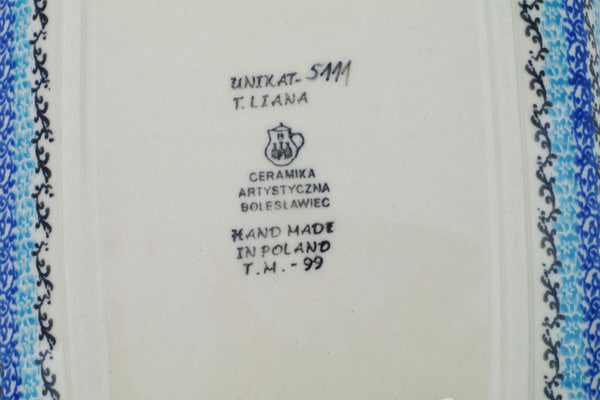 UNIKAT-5111
T. LIANA
CERAMIKA
ARTYSTYCZNA
BOLESŁAWIEC
HAND MADE
IN POLAND
T.M.-99